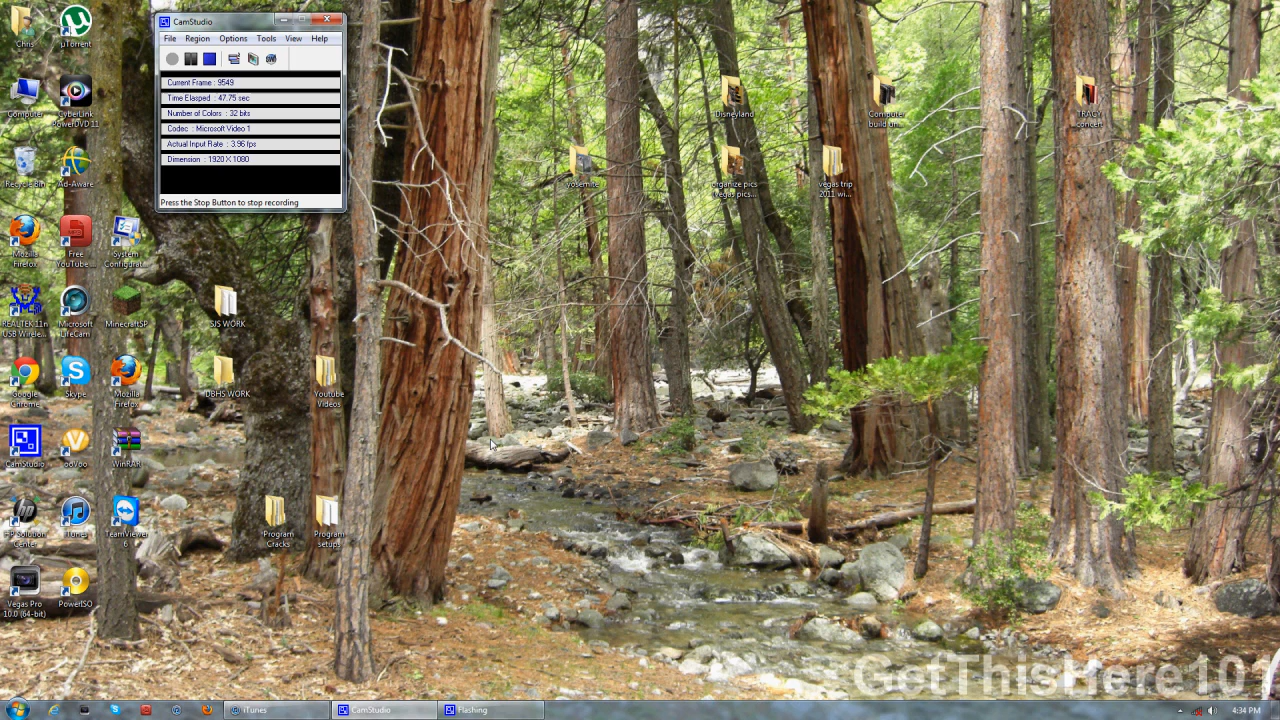 CamStudio
File Region Options Tools View Help
Current Frame : 9549
Time Elasped : 47.75 sec
Number of Colors : 32 bits
Codec : Microsoft Video 1
Actual Input Rate : 3.96 fps
Dimension : 1920 X 1080
Press the Stop Button to stop recording
Chris
µTorrent
Computer
CyberLink
PowerDVD 11
Recycle Bin
Ad-Aware
Mozilla
Firefox
Free
YouTube...
System
Configurat...
REALTEK 11n
USB Wirele...
Microsoft
LifeCam
MinecraftSP
Google
Chrome
Skype
Mozilla
Firefox
CamStudio
ooVoo
WinRAR
HP Solution
Center
iTunes
TeamViewer
6
Vegas Pro
10.0 (64-bit)
PowerISO
SJS WORK
DBHS WORK
Youtube
Videos
Program
Cracks
Program
setups
yosemite
Disneyland
organize pics
Vegas pics...
vegas trip
2011 wi...
Computer
build on...
TRACY
concert
GotThisHere101
iTunes
CamStudio
Flashing
4:34 PM